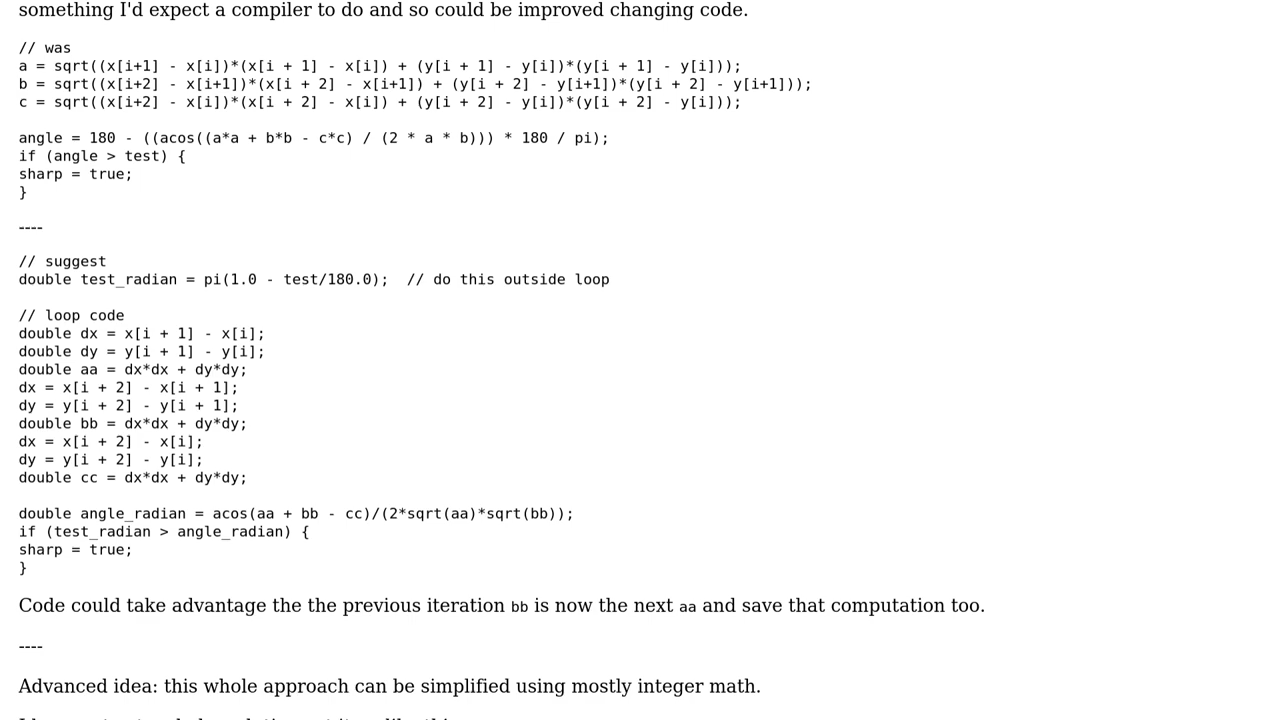 something I'd expect a compiler to do and so could be improved changing code.
// was
a = sqrt((x[i+1] - x[i])*(x[i + 1] - x[i]) + (y[i + 1] - y[i])*(y[i + 1] - y[i]));
b = sqrt((x[i+2] - x[i+1])*(x[i + 2] - x[i+1]) + (y[i + 2] - y[i+1])*(y[i + 2] - y[i+1]));
c = sqrt((x[i+2] - x[i])*(x[i + 2] - x[i]) + (y[i + 2] - y[i])*(y[i + 2] - y[i]));
angle = 180 - ((acos((a*a + b*b - c*c) / (2 * a * b))) * 180 / pi);
if (angle > test) {
sharp = true;
}
----
// suggest
double test_radian = pi(1.0 - test/180.0);  // do this outside loop
// loop code
double dx = x[i + 1] - x[i];
double dy = y[i + 1] - y[i];
double aa = dx*dx + dy*dy;
dx = x[i + 2] - x[i + 1];
dy = y[i + 2] - y[i + 1];
double bb = dx*dx + dy*dy;
dx = x[i + 2] - x[i];
dy = y[i + 2] - y[i];
double cc = dx*dx + dy*dy;
double angle_radian = acos(aa + bb - cc)/(2*sqrt(aa)*sqrt(bb));
if (test_radian > angle_radian) {
sharp = true;
}
Code could take advantage the the previous iteration bb is now the next aa and save that computation too.
----
Advanced idea: this whole approach can be simplified using mostly integer math.